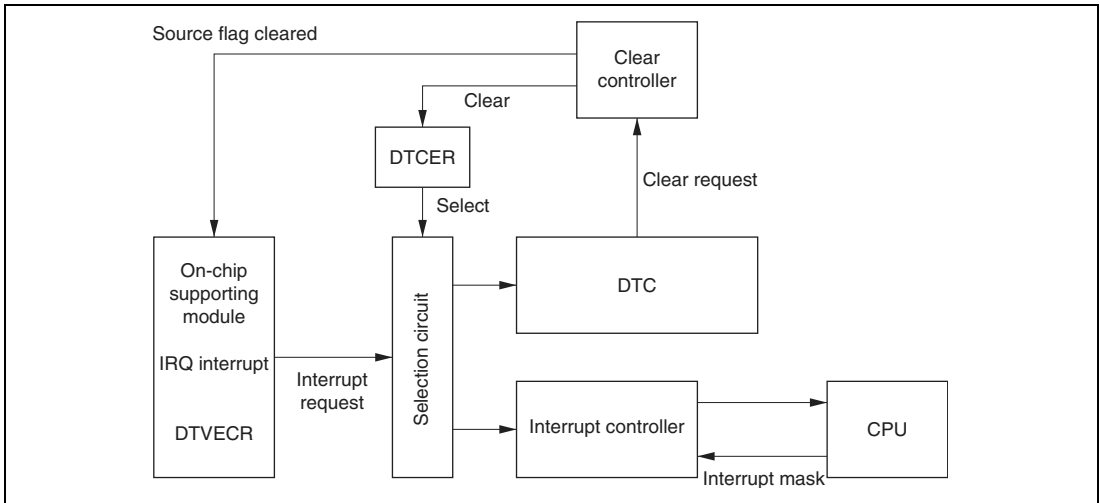 Source flag cleared
Clear
controller
Clear
DTCER
Clear request
Select
On-chip
supporting
module
IRQ interrupt
DTVECR
Interrupt
request
Selection circuit
DTC
Interrupt controller
CPU
Interrupt mask